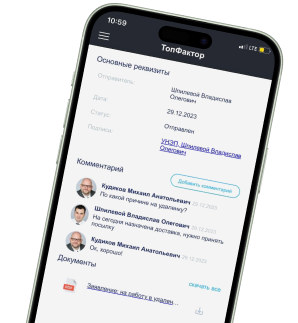 10:59
LTE
ТопФактор
Основные реквизиты
Отправитель:
Шпилевой Владислав
Олегович
Дата:
29.12.2023
Статус:
Отправлен
Подписи:
УНЭП, Шпилевой Владислав
Олегович
Комментарий
Добавить комментарий
Кудиков Михаил Анатольевич 29.12.2023
По какой причине на удаленку?
Шпилевой Владислав Олегович 29.12.2023
На сегодня назначена доставка, нужно принять
посылку
Кудиков Михаил Анатольевич 29.12.2023
Ок, хорошо!
Документы
скачать все
Заявление: на работу в удален...